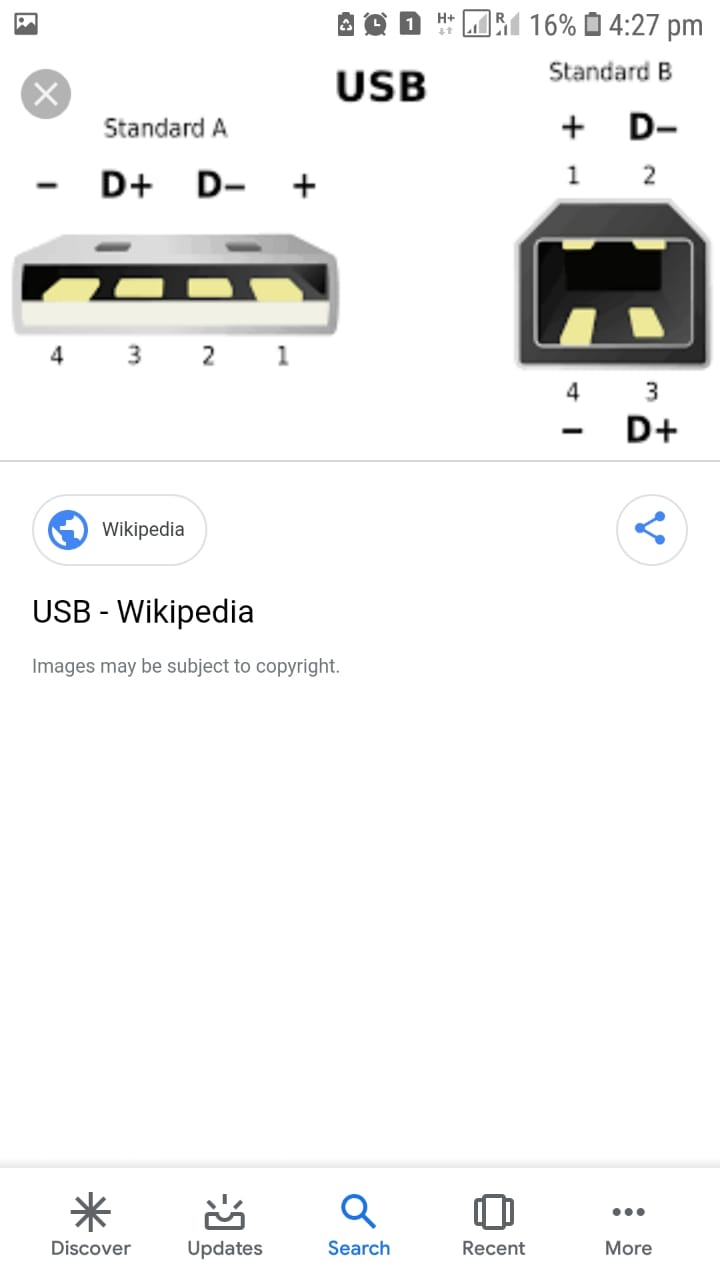 1 H+ R 16% 4:27 pm
USB
Standard A
− D+ D− +
4 3 2 1
Standard B
+ D−
1 2
4 3
− D+
Wikipedia
USB - Wikipedia
Images may be subject to copyright.
Discover Updates Search Recent More